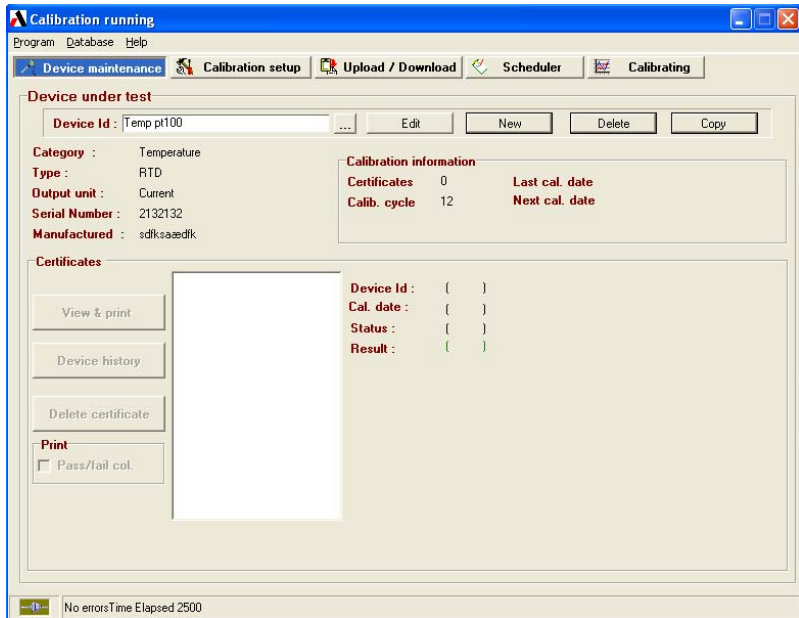 Calibration running
Program Database Help
Device maintenance Calibration setup Upload / Download Scheduler Calibrating
Device under test
Device Id : Temp pt100 ... Edit New Delete Copy
Category : Temperature
Type : RTD
Output unit : Current
Serial Number : 2132132
Manufactured : sdfksaædfk
Calibration information
Certificates 0 Last cal. date
Calib. cycle 12 Next cal. date
Certificates
View & print
Device history
Delete certificate
Print
Pass/fail col.
Device Id : ( )
Cal. date : ( )
Status : ( )
Result : ( )
No errorsTime Elapsed 2500